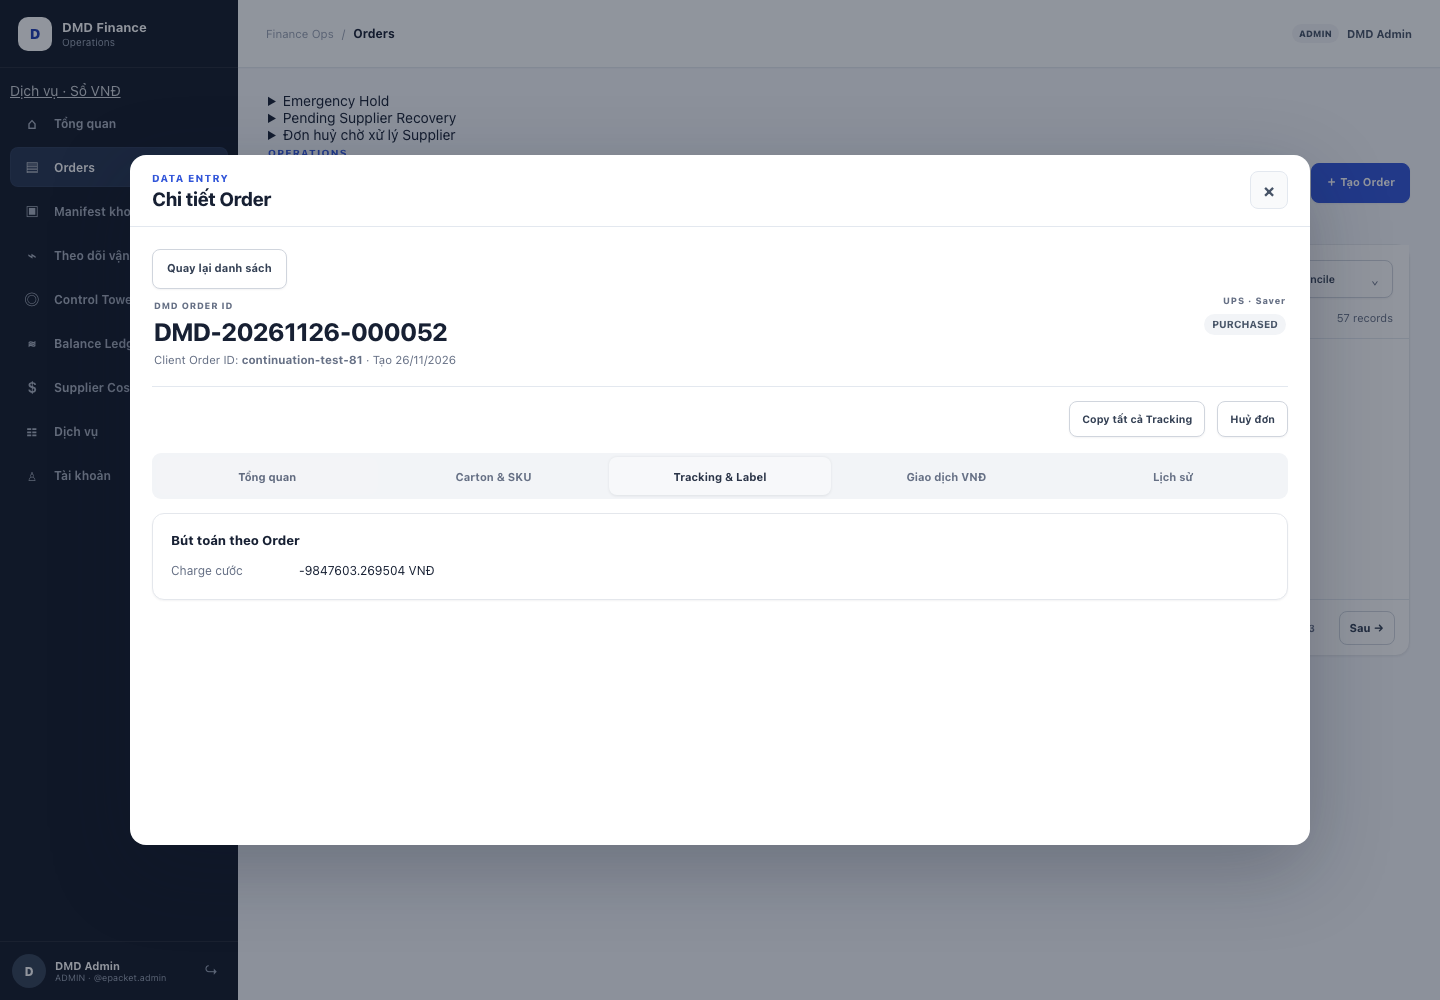 D
DMD Finance
Operations
Dịch vụ · Sổ VNĐ
Tổng quan
Orders
Manifest kho
Theo dõi vận
Control Towe
Balance Ledg
$ Supplier Cos
Dịch vụ
Tài khoản
D
DMD Admin
ADMIN · @epacket.admin
Finance Ops / Orders
ADMIN DMD Admin
Emergency Hold
Pending Supplier Recovery
Đơn huỷ chờ xử lý Supplier
OPERATIONS
+ Tạo Order
ncile
57 records
3
Sau →
DATA ENTRY
Chi tiết Order
×
Quay lại danh sách
DMD ORDER ID
DMD-20261126-000052
Client Order ID: continuation-test-81 · Tạo 26/11/2026
UPS · Saver
PURCHASED
Copy tất cả Tracking
Huỷ đơn
Tổng quan
Carton & SKU
Tracking & Label
Giao dịch VNĐ
Lịch sử
Bút toán theo Order
Charge cước -9847603.269504 VNĐ